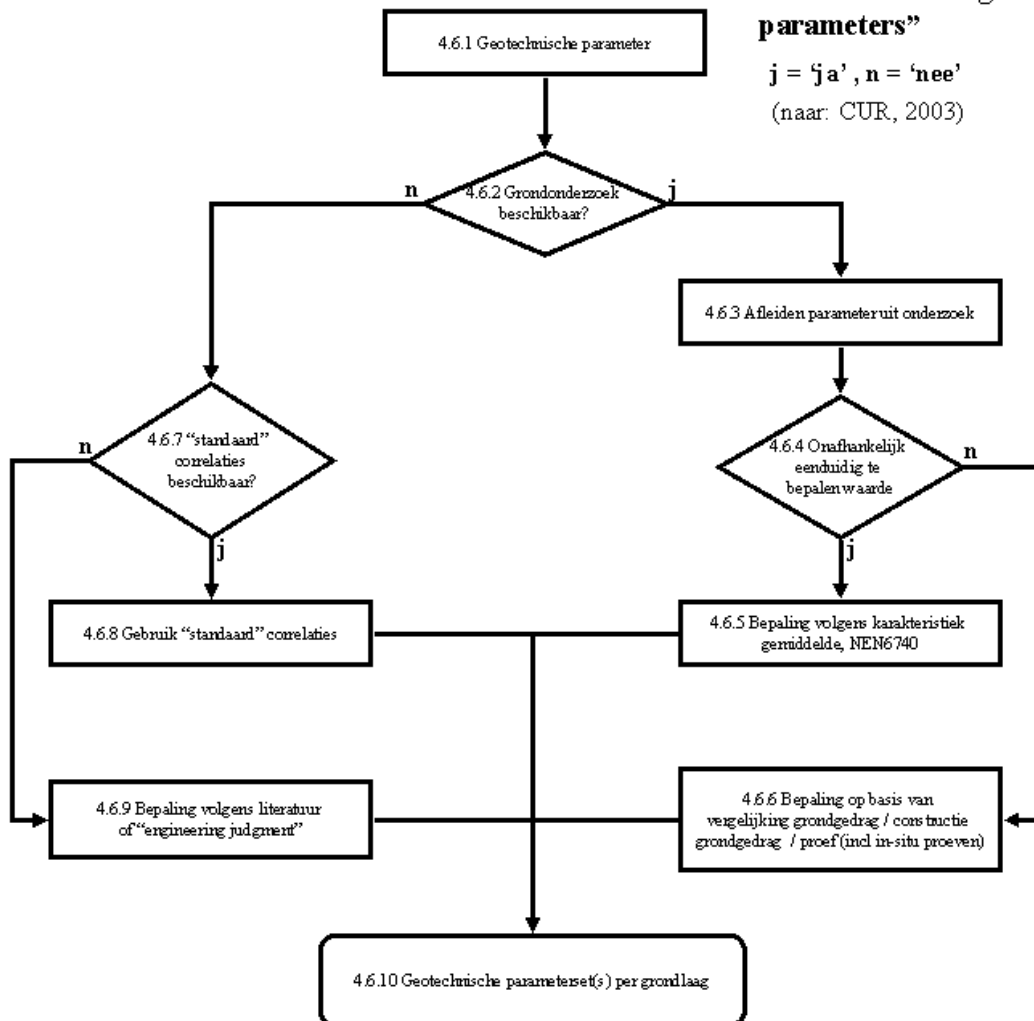 parameters”
j = ‘ja’ , n = ‘nee’
(naar: CUR, 2003)
4.6.1 Geotechnische parameter
n
4.6.2 Grondonderzoek
beschikbaar?
j
4.6.3 Afleiden parameter uit onderzoek
n
4.6.7 “standaard”
correlaties
beschikbaar?
j
4.6.4 Onafhankelijk
eenduidig te
bepalen waarde
n
j
4.6.8 Gebruik “standaard” correlaties
4.6.5 Bepaling volgens karakteristiek
gemiddelde, NEN6740
4.6.9 Bepaling volgens literatuur
of “engineering judgment”
4.6.6 Bepaling op basis van
vergelijking grondgedrag / constructie
grondgedrag / proef (incl in-situ proeven)
4.6.10 Geotechnische parameterset(s) per grondlaag